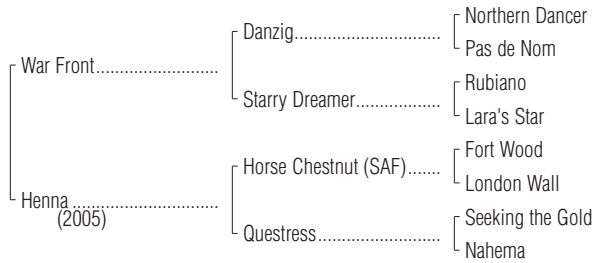 Northern Dancer
Danzig..............................
Pas de Nom
War Front.........................
Rubiano
Starry Dreamer.................
Lara's Star
Fort Wood
Horse Chestnut (SAF).......
London Wall
Henna..............................
(2005)
Seeking the Gold
Questress.........................
Nahema